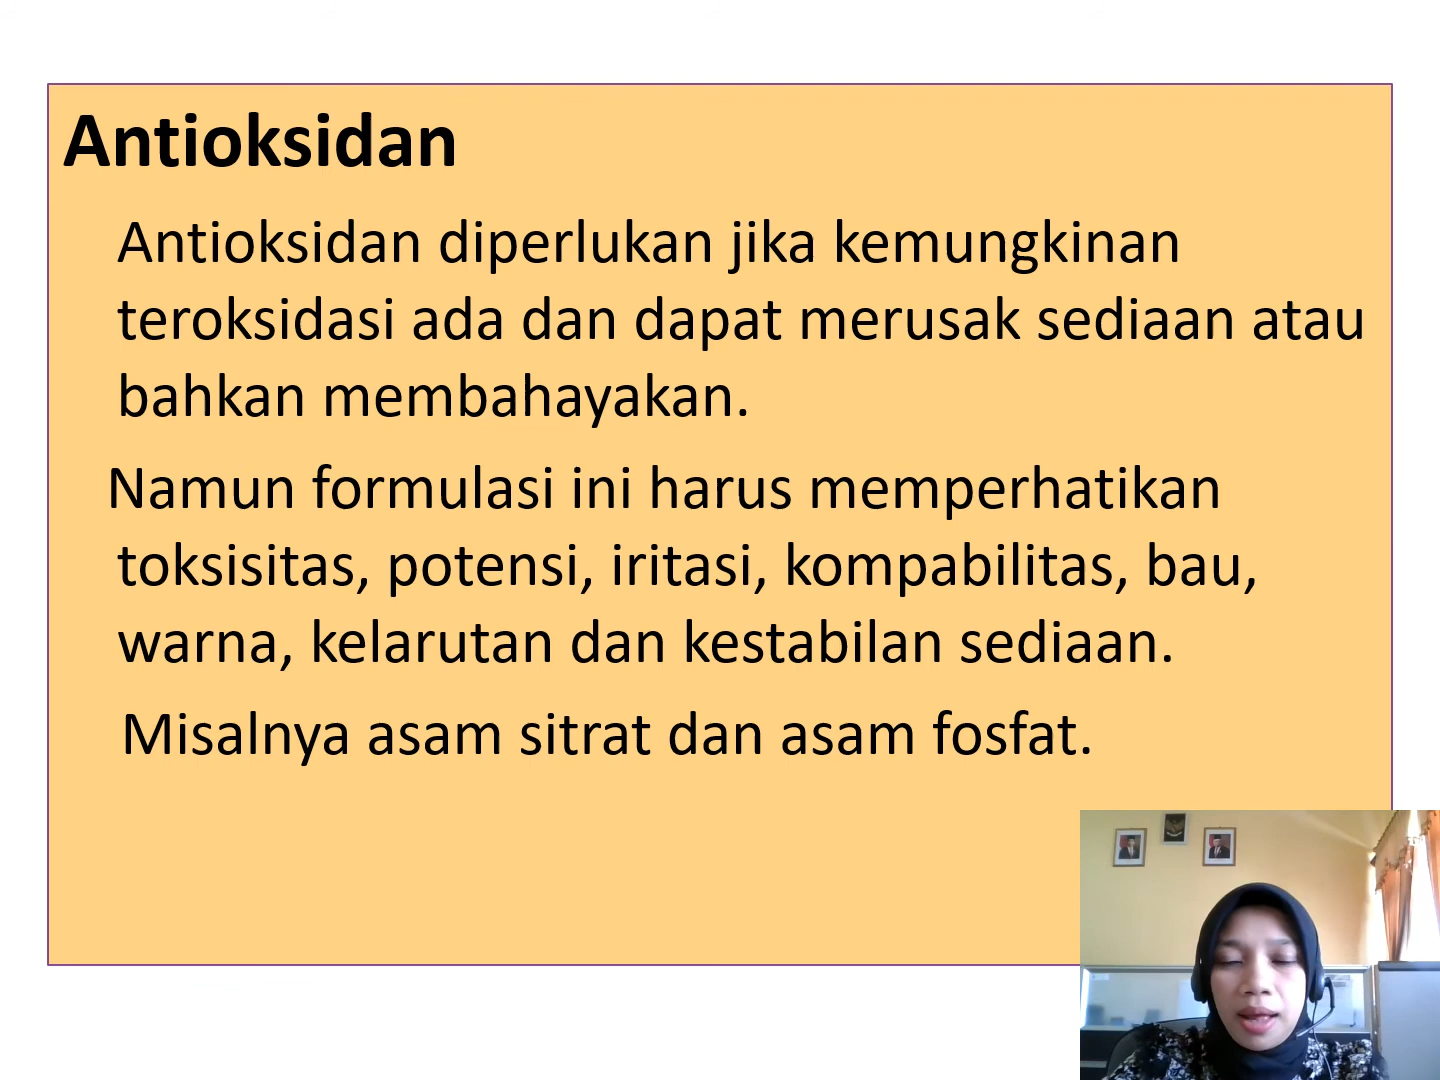 Antioksidan
Antioksidan diperlukan jika kemungkinan
teroksidasi ada dan dapat merusak sediaan atau
bahkan membahayakan.
Namun formulasi ini harus memperhatikan
toksisitas, potensi, iritasi, kompabilitas, bau,
warna, kelarutan dan kestabilan sediaan.
Misalnya asam sitrat dan asam fosfat.